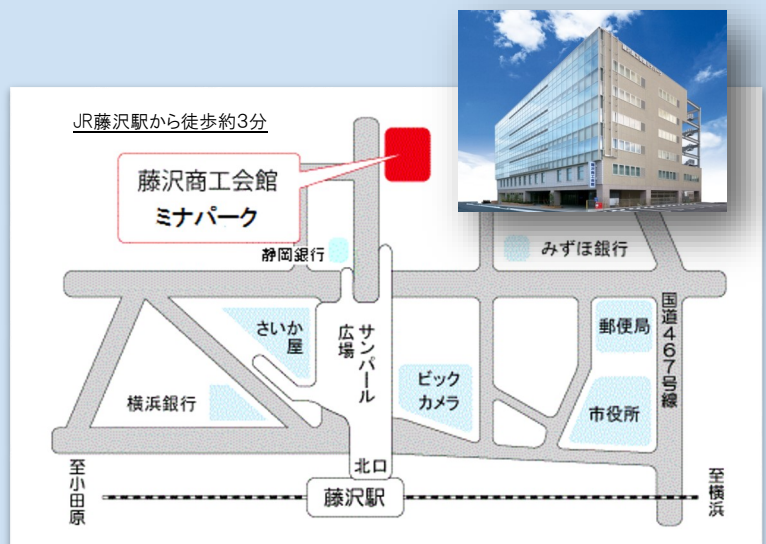 JR藤沢駅から徒歩約3分
藤沢商工会館
ミナパーク
静岡銀行
みずほ銀行
さいか
屋
サンパール
広場
ビック
カメラ
郵便局
国道467号線
横浜銀行
市役所
北口
藤沢駅
至小田原
至横浜